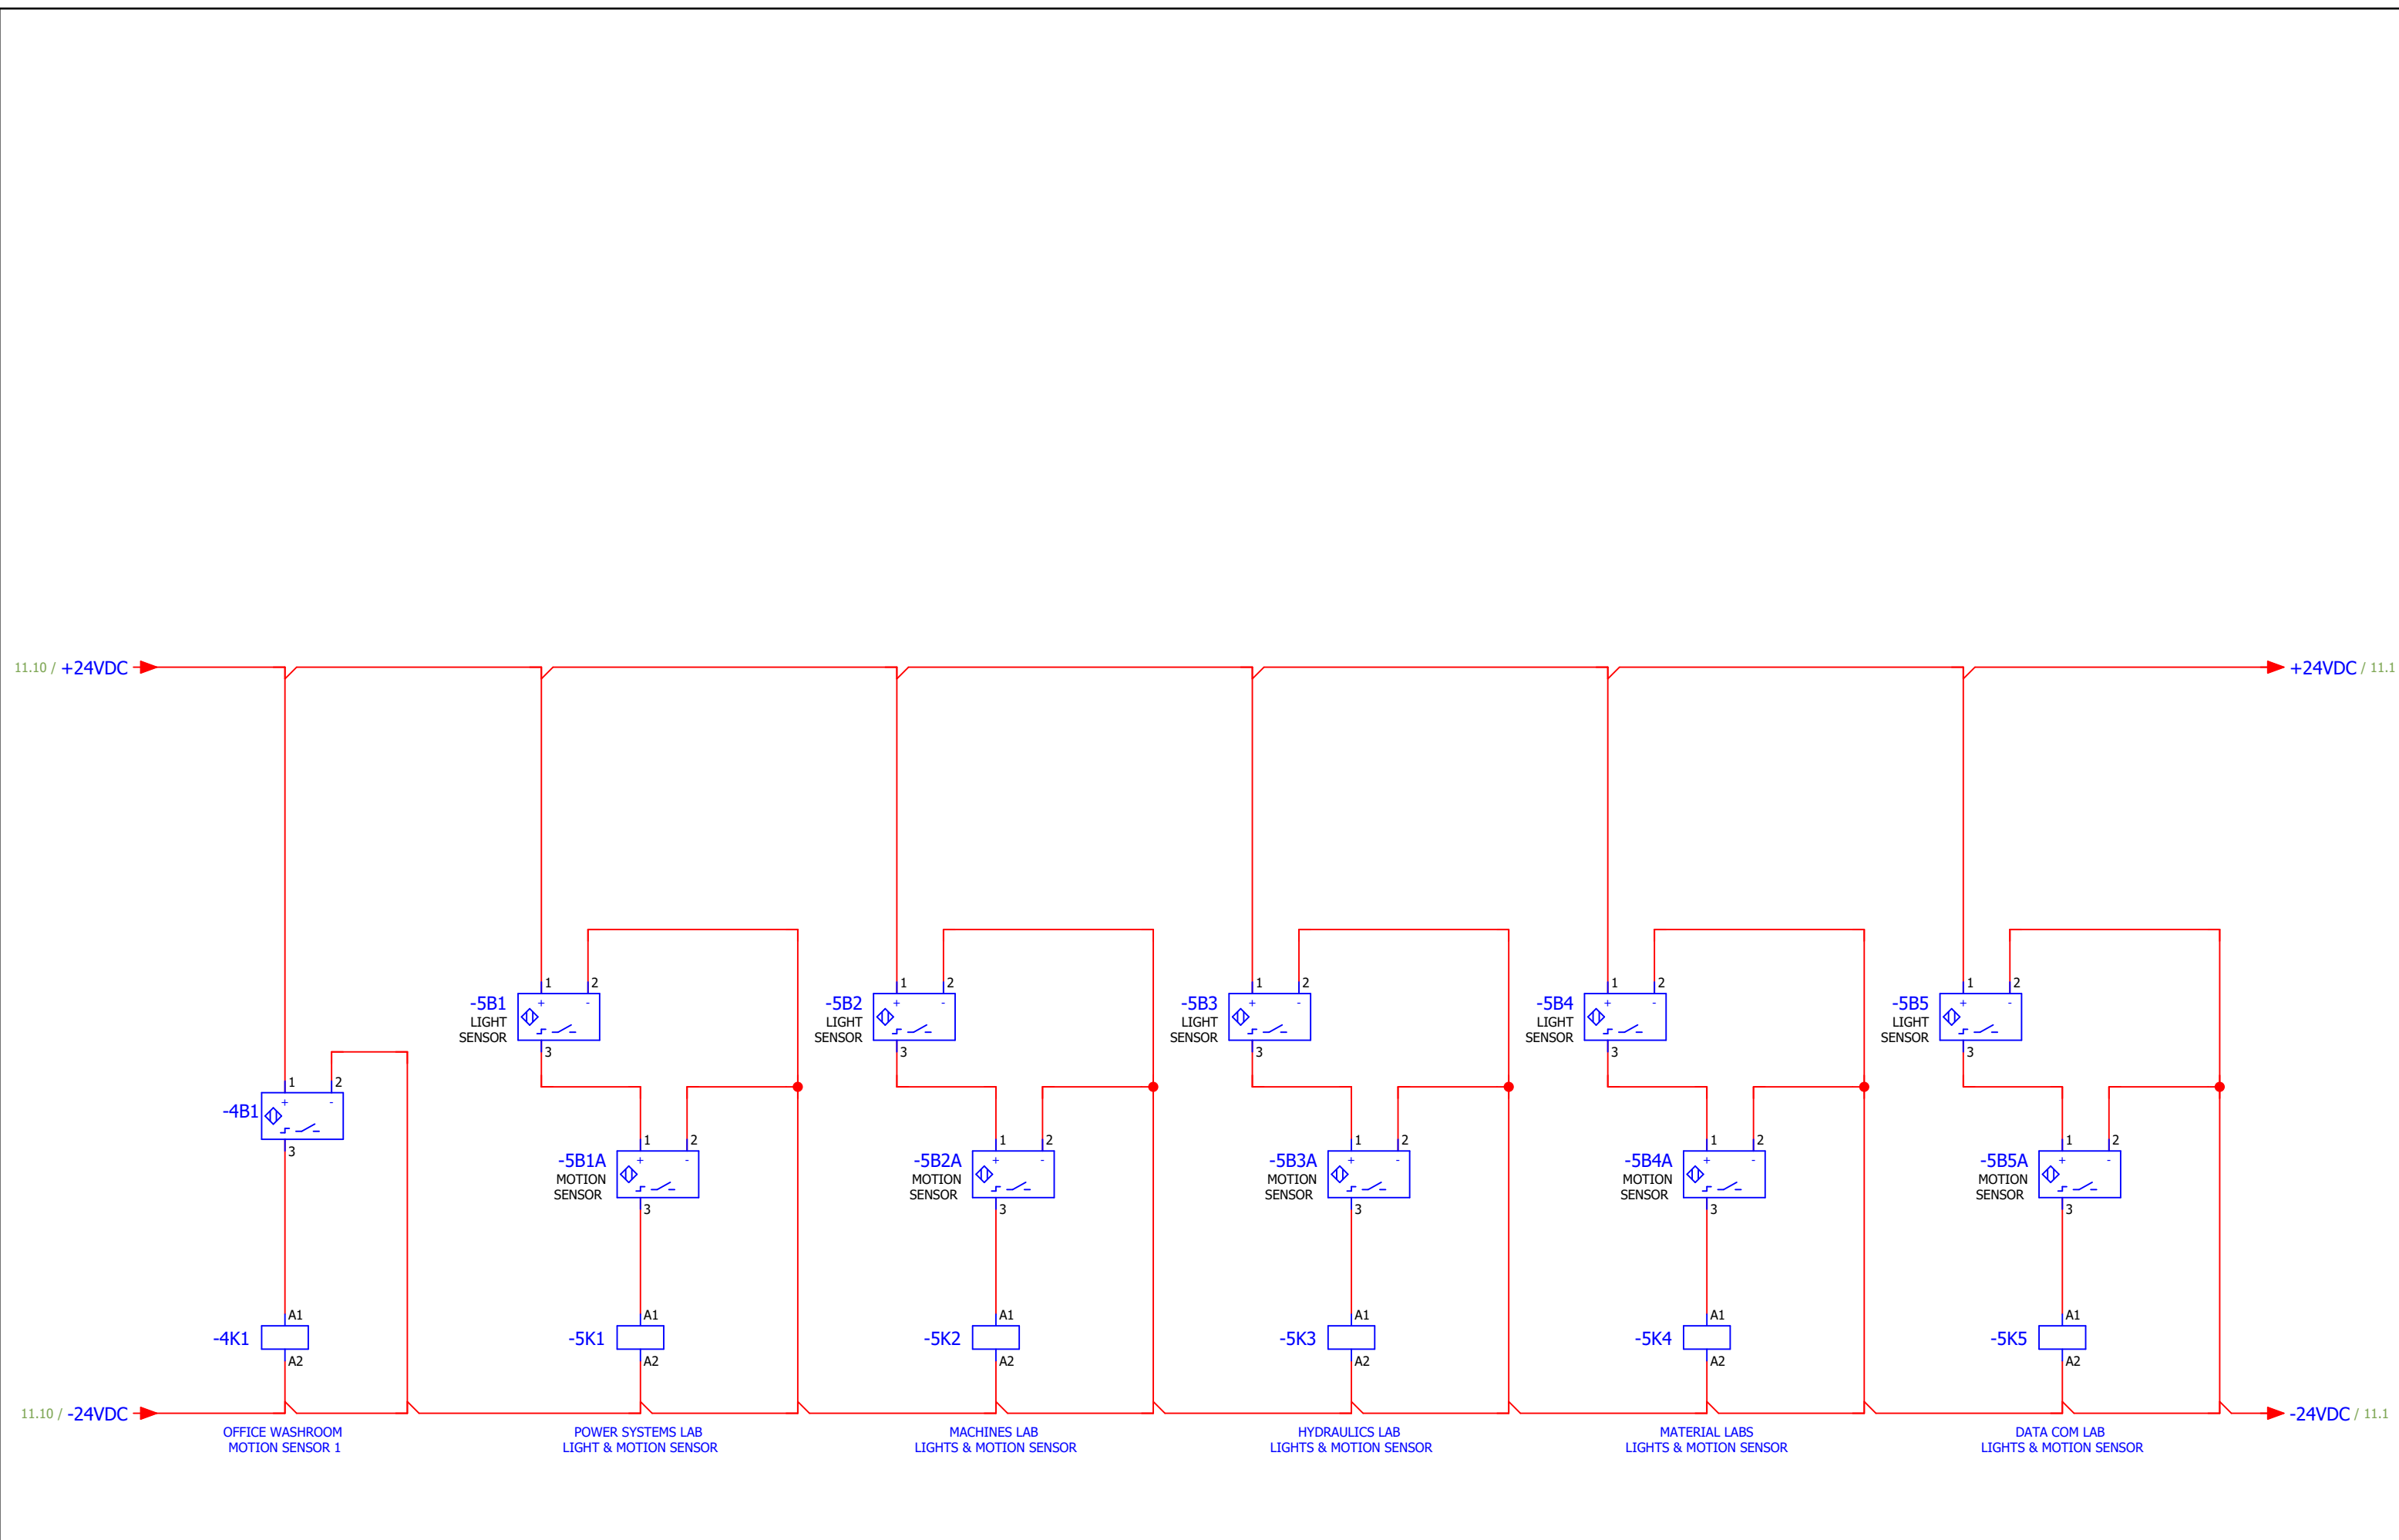 11.10 / +24VDC
+24VDC / 11.1
1 2
-5B1
LIGHT
SENSOR
+ -
3
1 2
-5B2
LIGHT
SENSOR
+ -
3
1 2
-5B3
LIGHT
SENSOR
+ -
3
1 2
-5B4
LIGHT
SENSOR
+ -
3
1 2
-5B5
LIGHT
SENSOR
+ -
3
1 2
-4B1
+ -
3
1 2
-5B1A
MOTION
SENSOR
+ -
3
1 2
-5B2A
MOTION
SENSOR
+ -
3
1 2
-5B3A
MOTION
SENSOR
+ -
3
1 2
-5B4A
MOTION
SENSOR
+ -
3
1 2
-5B5A
MOTION
SENSOR
+ -
3
A1
-4K1
A2
A1
-5K1
A2
A1
-5K2
A2
A1
-5K3
A2
A1
-5K4
A2
A1
-5K5
A2
11.10 / -24VDC
-24VDC / 11.1
OFFICE WASHROOM
MOTION SENSOR 1
POWER SYSTEMS LAB
LIGHT & MOTION SENSOR
MACHINES LAB
LIGHTS & MOTION SENSOR
HYDRAULICS LAB
LIGHTS & MOTION SENSOR
MATERIAL LABS
LIGHTS & MOTION SENSOR
DATA COM LAB
LIGHTS & MOTION SENSOR